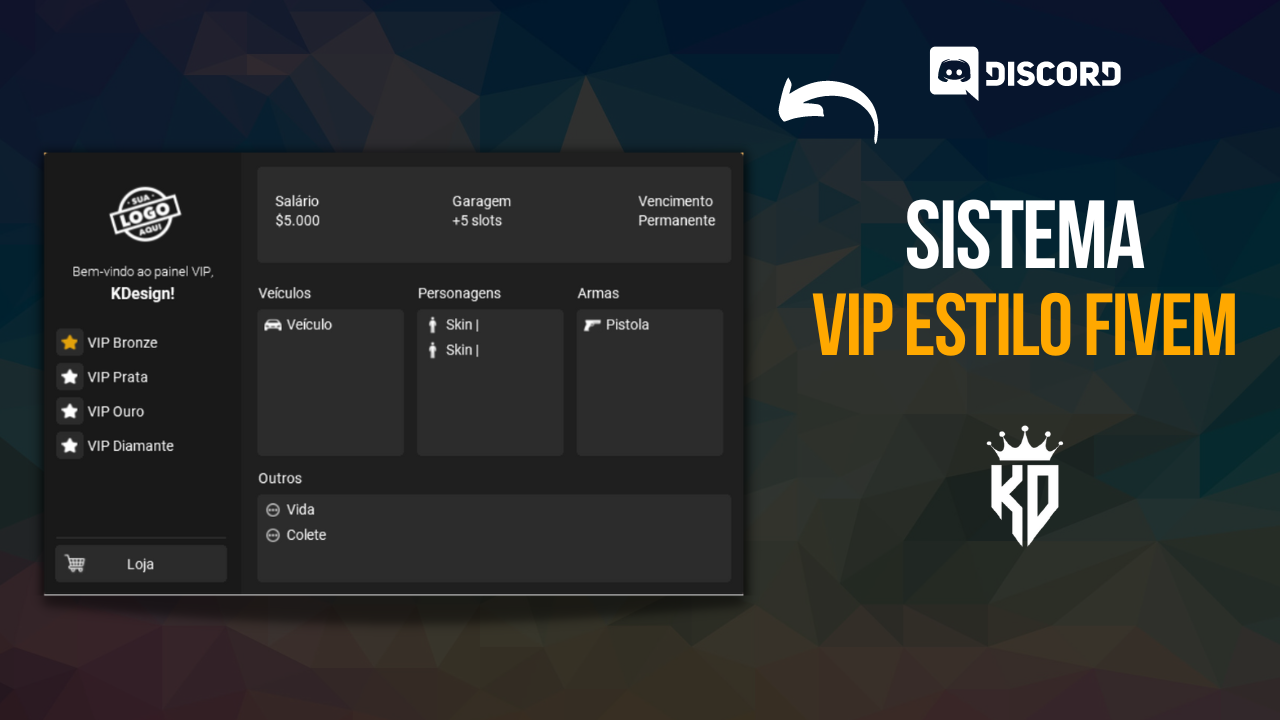 DISCORD
SISTEMA
VIP ESTILO FIVEM
KD
SUA
LOGO
AQUI
Bem-vindo ao painel VIP,
KDesign!
VIP Bronze
VIP Prata
VIP Ouro
VIP Diamante
Loja
Salário
$5.000
Garagem
+5 slots
Vencimento
Permanente
Veículos
Veículo
Personagens
Skin |
Skin |
Armas
Pistola
Outros
Vida
Colete